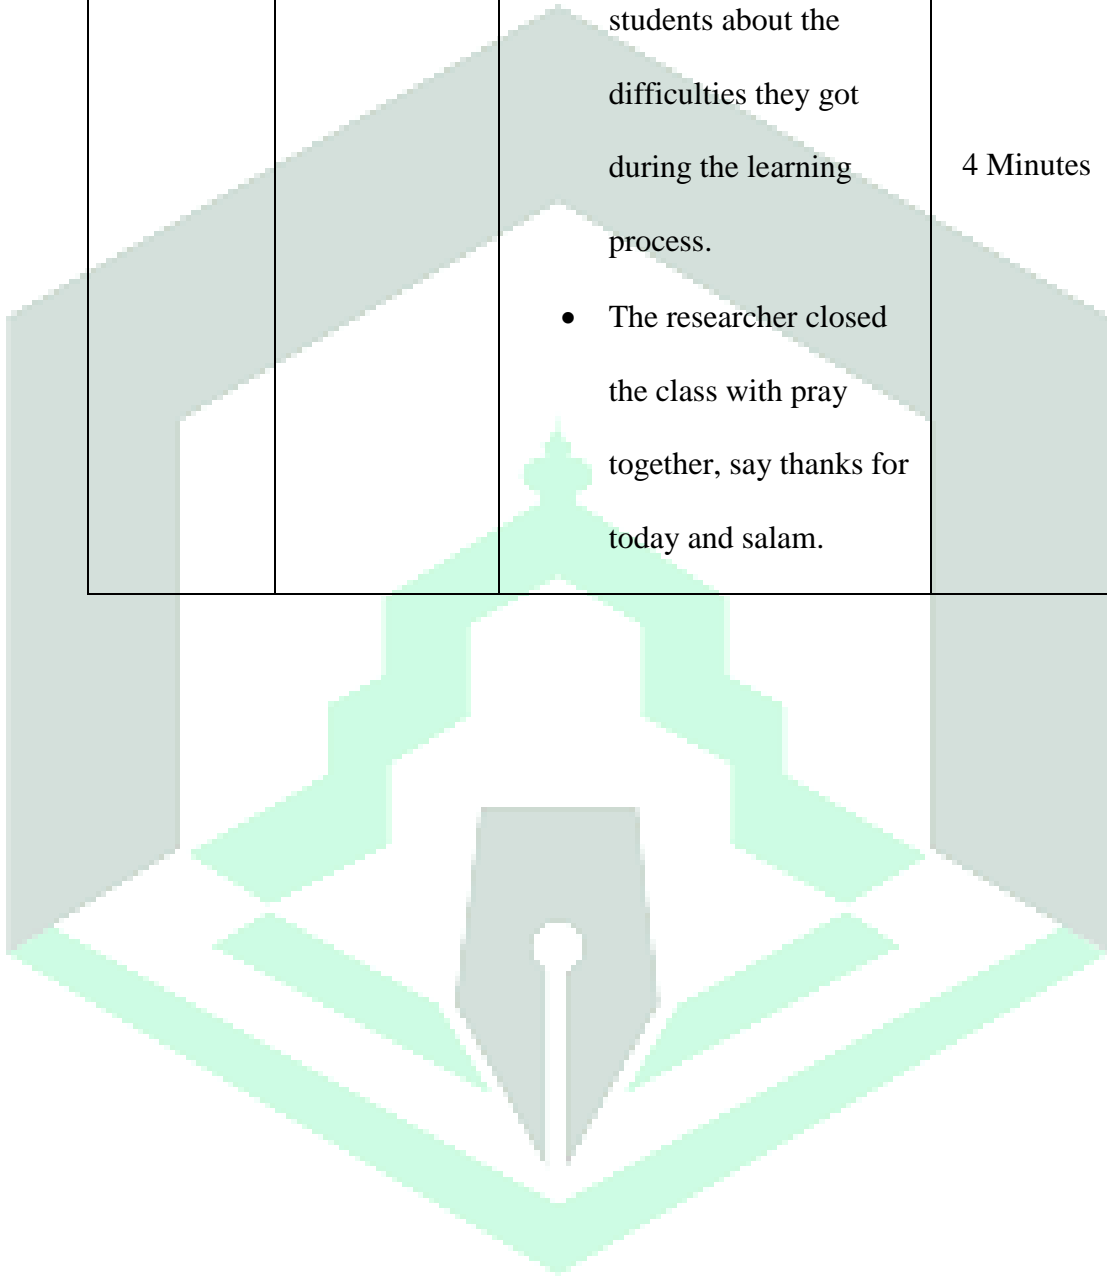 students about the
difficulties they got
during the learning
4 Minutes
process.
• The researcher closed
the class with pray
together, say thanks for
today and salam.